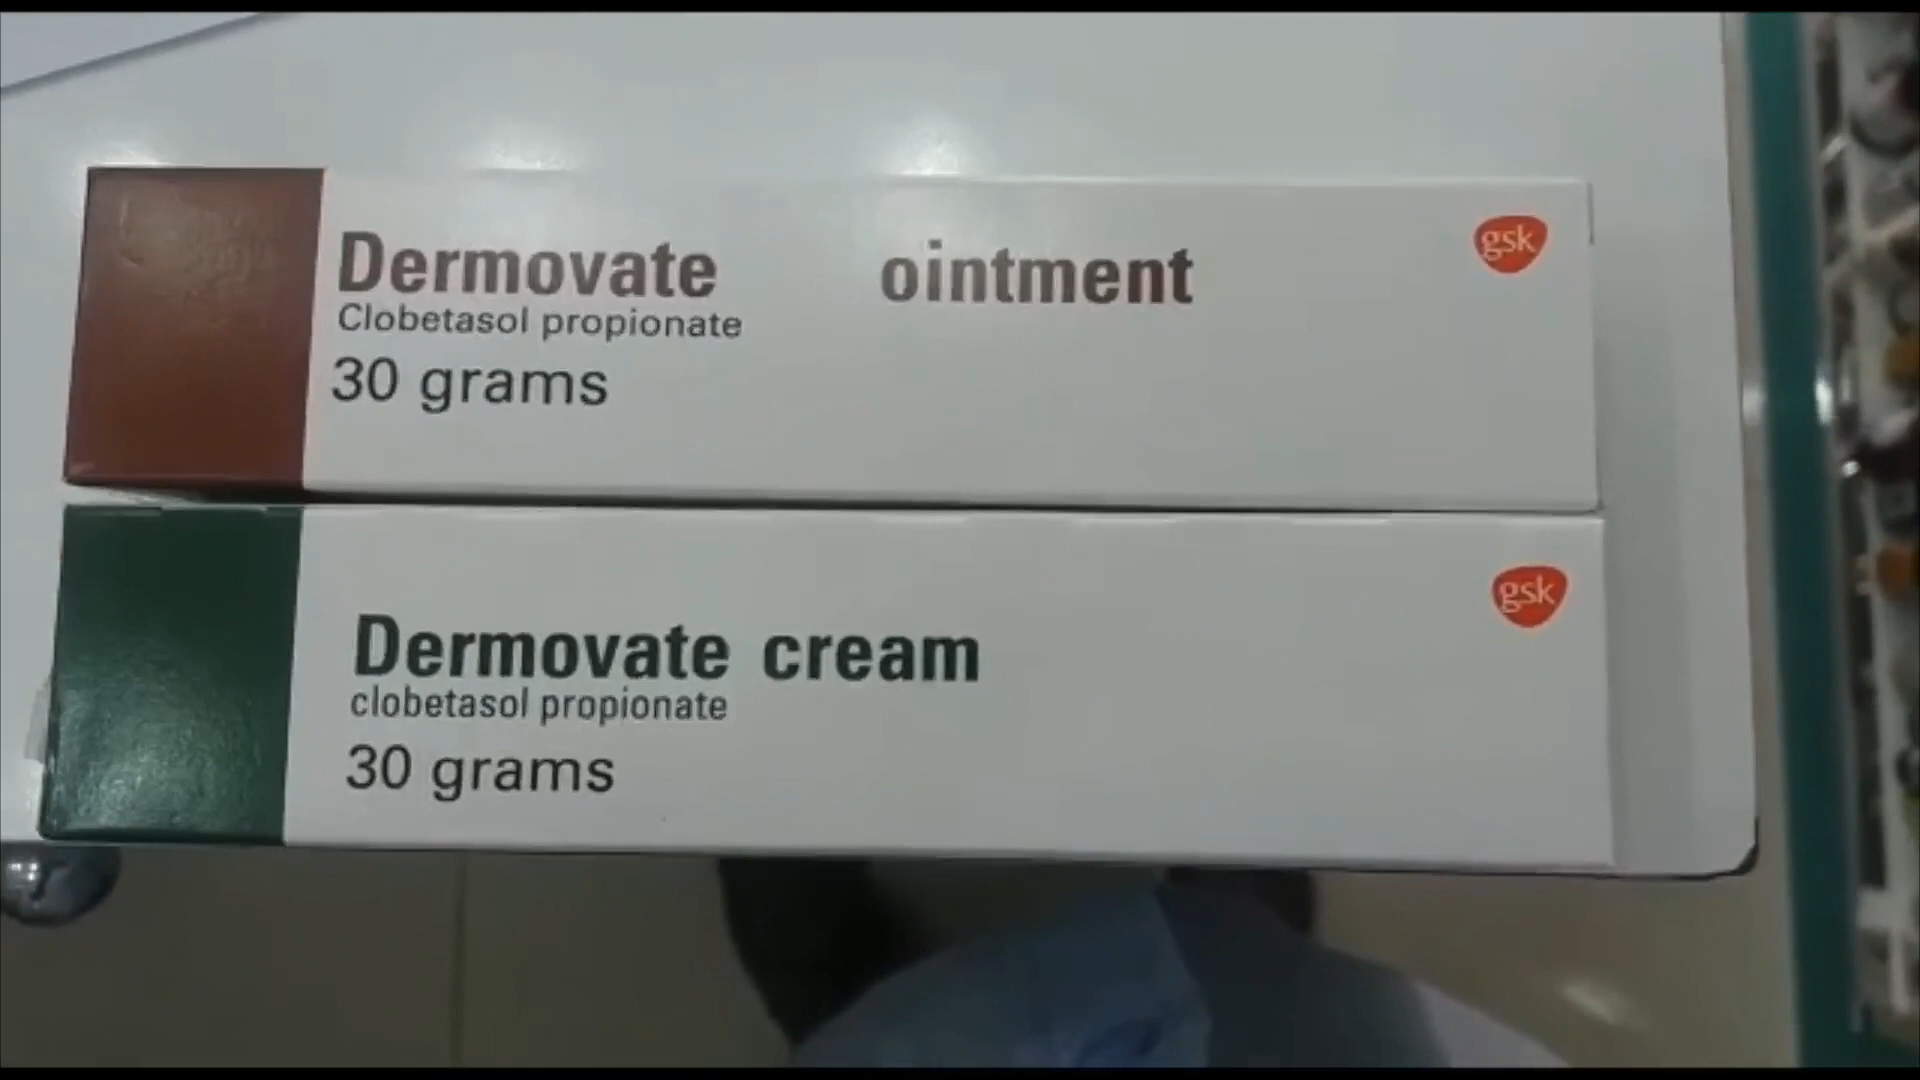 Dermovate ointment
Clobetasol propionate
30 grams
gsk
Dermovate cream
clobetasol propionate
30 grams
gsk